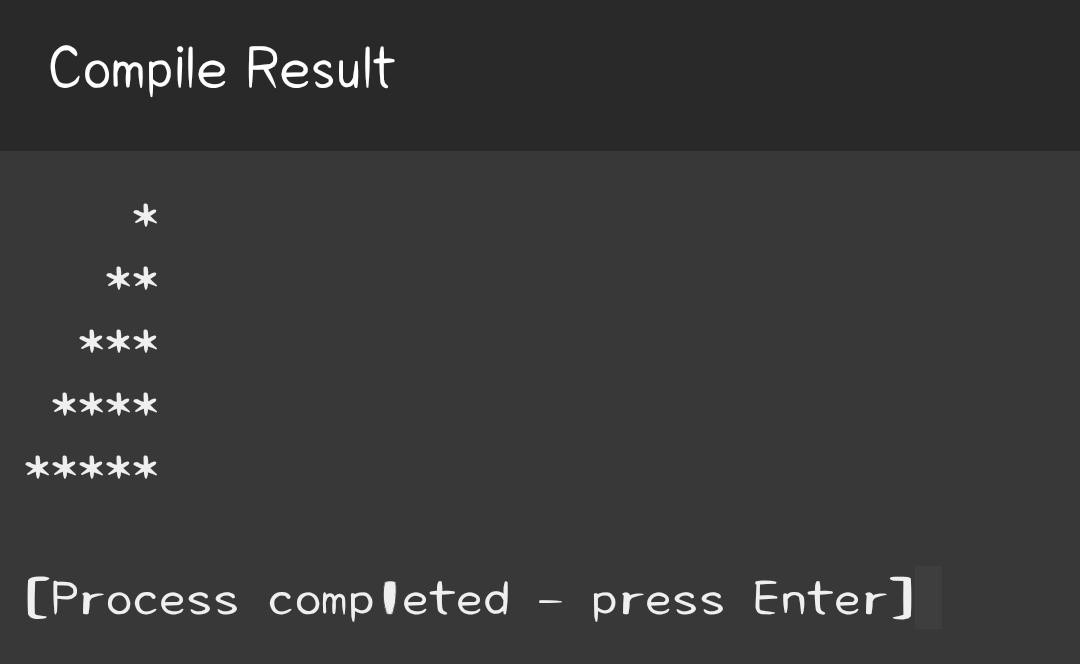 Compile Result
    *
   **
  ***
 ****
*****
[Process completed - press Enter]